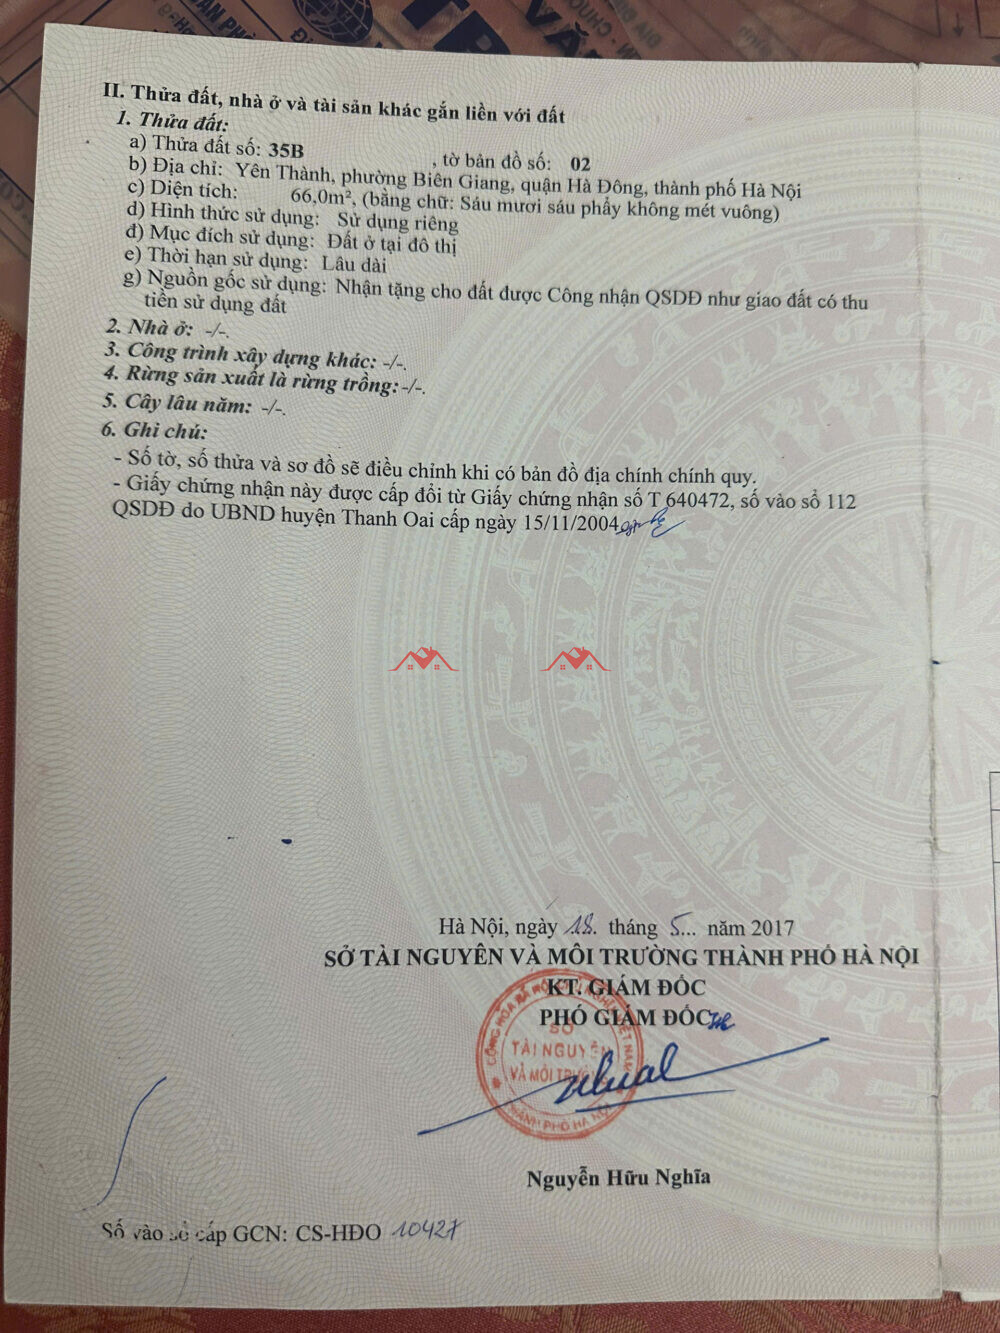 II. Thửa đất, nhà ở và tài sản khác gắn liền với đất
1. Thửa đất:
a) Thửa đất số: 35B , tờ bản đồ số: 02
b) Địa chỉ: Yên Thành, phường Biên Giang, quận Hà Đông, thành phố Hà Nội
c) Diện tích: 66,0m², (bằng chữ: Sáu mươi sáu phẩy không mét vuông)
d) Hình thức sử dụng: Sử dụng riêng
đ) Mục đích sử dụng: Đất ở tại đô thị
e) Thời hạn sử dụng: Lâu dài
g) Nguồn gốc sử dụng: Nhận tặng cho đất được Công nhận QSDĐ như giao đất có thu
tiền sử dụng đất
2. Nhà ở: -/-.
3. Công trình xây dựng khác: -/-.
4. Rừng sản xuất là rừng trồng: -/-.
5. Cây lâu năm: -/-.
6. Ghi chú:
- Số tờ, số thửa và sơ đồ sẽ điều chỉnh khi có bản đồ địa chính chính quy.
- Giấy chứng nhận này được cấp đổi từ Giấy chứng nhận số T 640472, số vào sổ 112
QSDĐ do UBND huyện Thanh Oai cấp ngày 15/11/2004
Hà Nội, ngày 18. tháng 5... năm 2017
SỞ TÀI NGUYÊN VÀ MÔI TRƯỜNG THÀNH PHỐ HÀ NỘI
KT. GIÁM ĐỐC
PHÓ GIÁM ĐỐC
SỞ
TÀI NGUYÊN
VÀ MÔI TRƯỜNG
THÀNH PHỐ HÀ NỘI
Nguyễn Hữu Nghĩa
Số vào sổ cấp GCN: CS-HĐO 10427